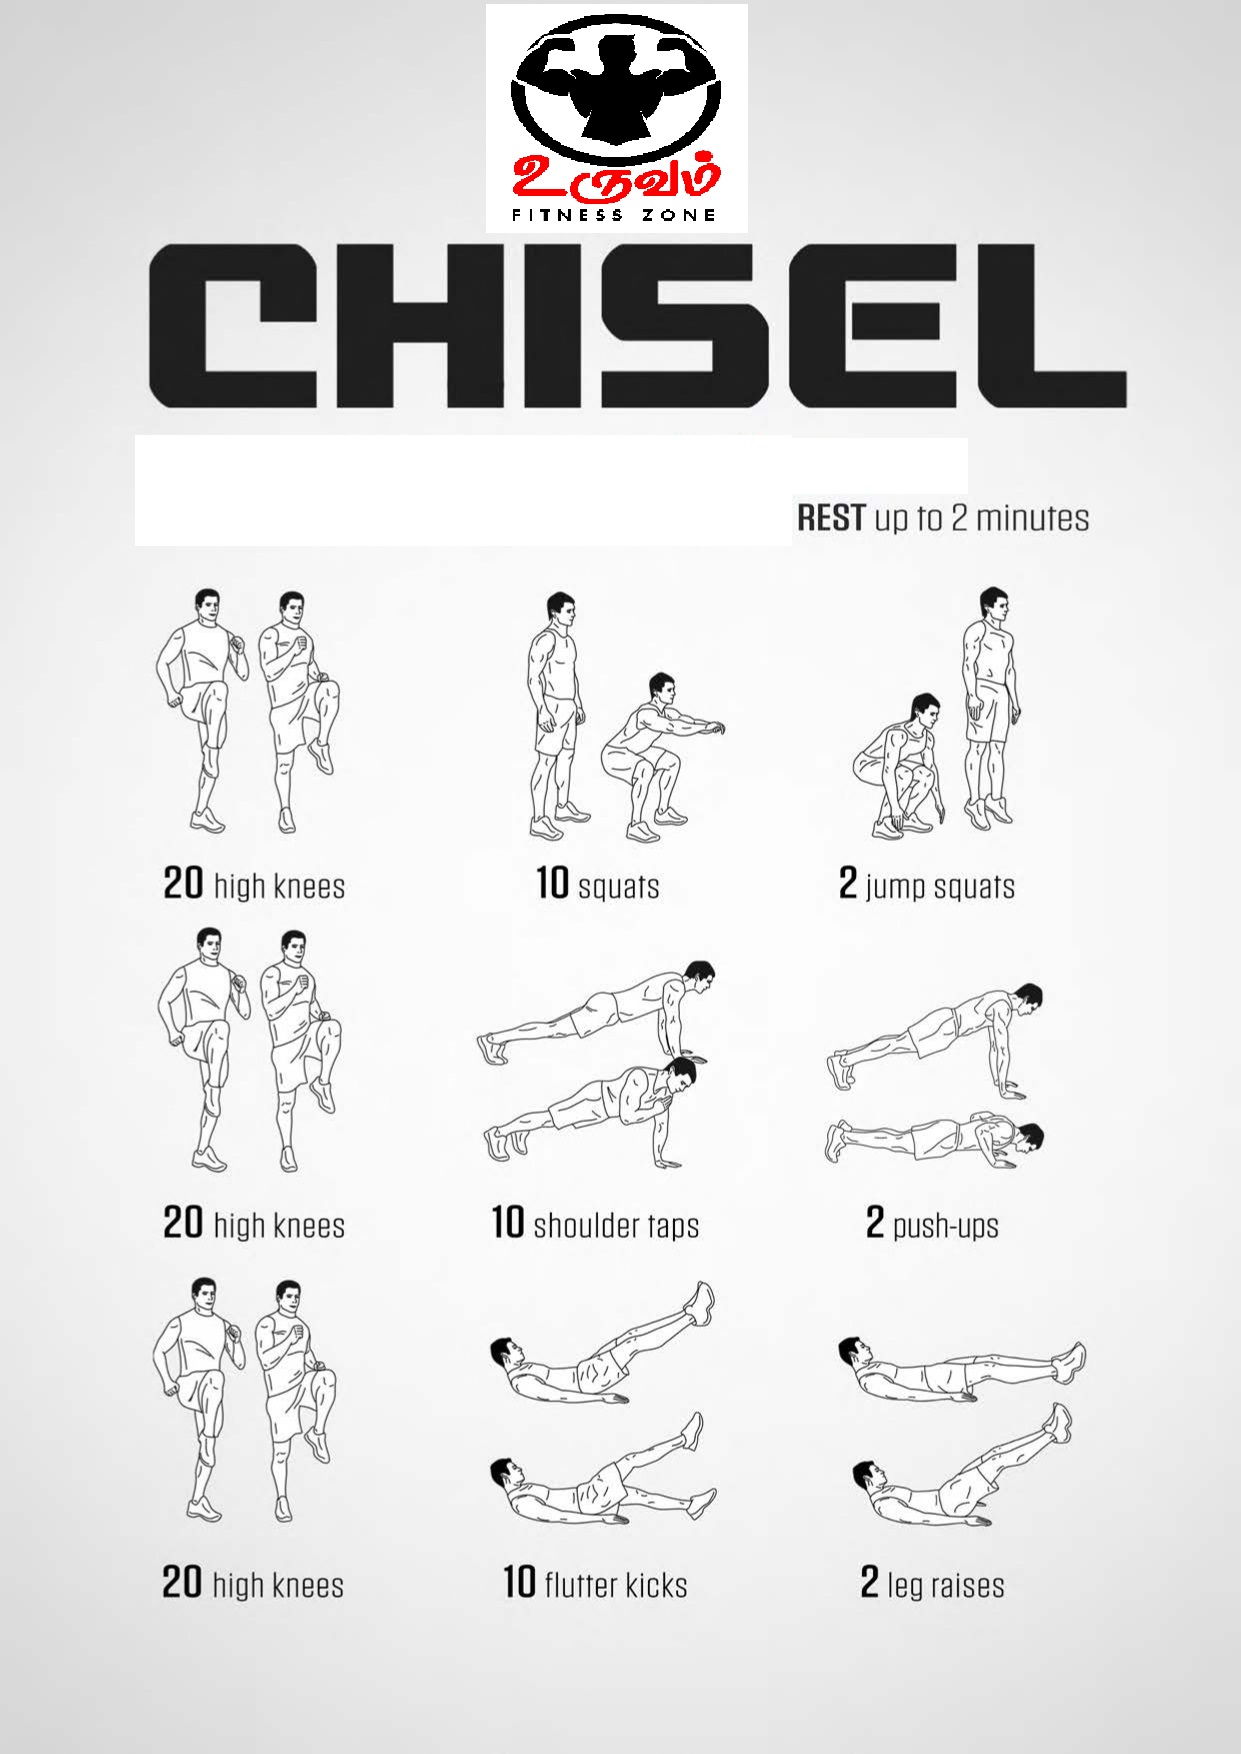 உருவம்
FITNESS ZONE
CHISEL
REST up to 2 minutes
20 high knees
10 squats
2 jump squats
20 high knees
10 shoulder taps
2 push-ups
20 high knees
10 flutter kicks
2 leg raises